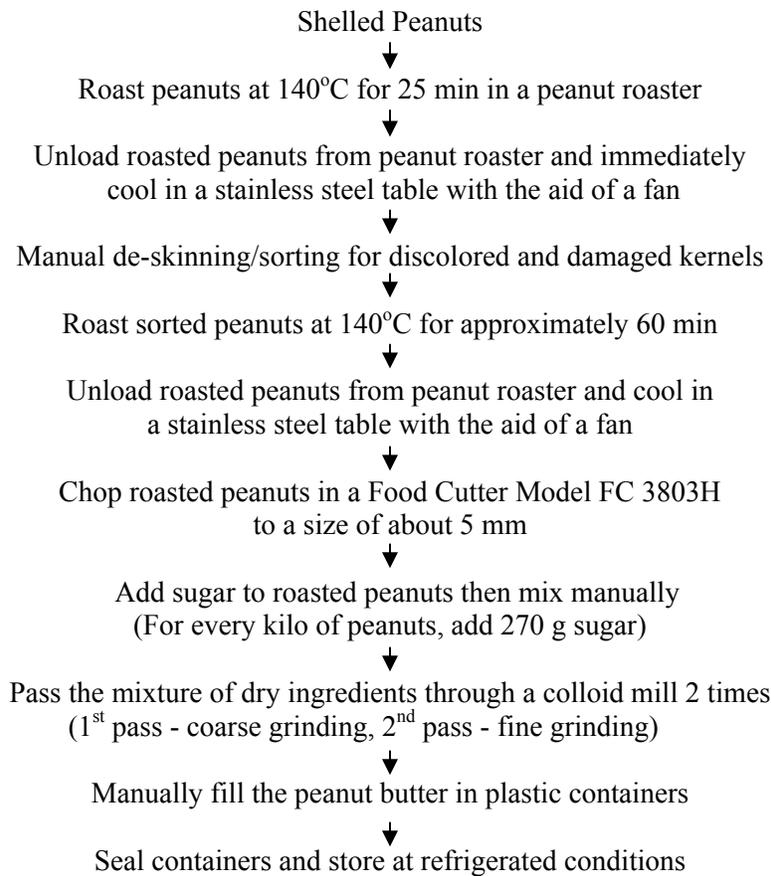 Shelled Peanuts
Roast peanuts at 140°C for 25 min in a peanut roaster
Unload roasted peanuts from peanut roaster and immediately
cool in a stainless steel table with the aid of a fan
Manual de-skinning/sorting for discolored and damaged kernels
Roast sorted peanuts at 140°C for approximately 60 min
Unload roasted peanuts from peanut roaster and cool in
a stainless steel table with the aid of a fan
Chop roasted peanuts in a Food Cutter Model FC 3803H
to a size of about 5 mm
Add sugar to roasted peanuts then mix manually
(For every kilo of peanuts, add 270 g sugar)
Pass the mixture of dry ingredients through a colloid mill 2 times
(1st pass - coarse grinding, 2nd pass - fine grinding)
Manually fill the peanut butter in plastic containers
Seal containers and store at refrigerated conditions